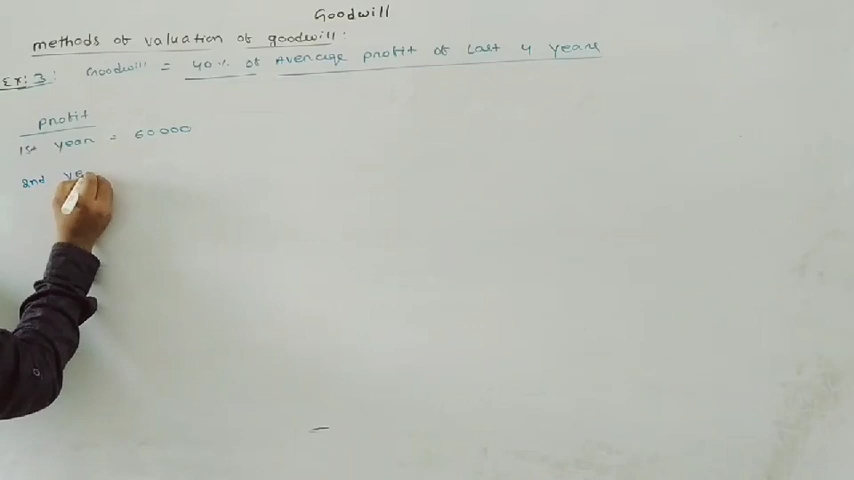 Goodwill
methods of valuation of goodwill:
Ex: 3: Goodwill = 40% of Average profit of Last 4 years
profit
1st year = 60000
2nd ye